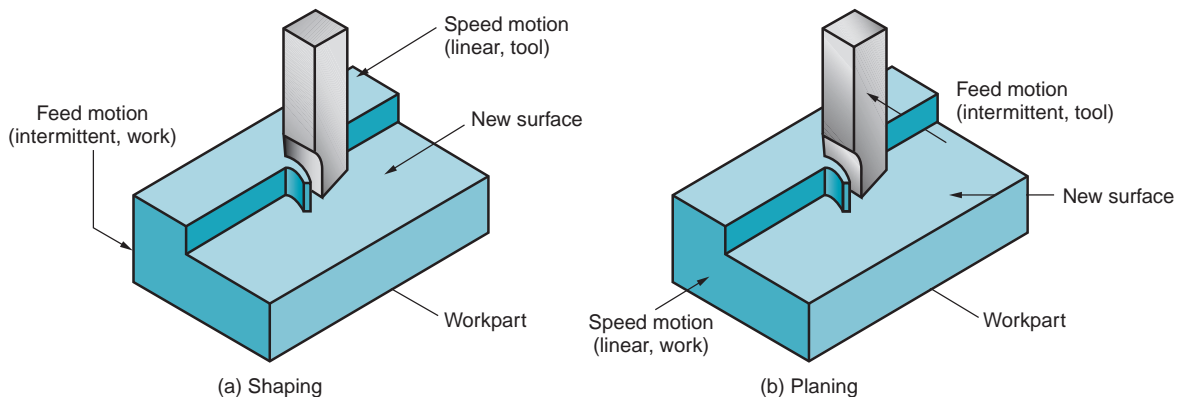 Speed motion
(linear, tool)
Feed motion
(intermittent, work)
New surface
Workpart
(a) Shaping
Feed motion
(intermittent, tool)
New surface
Speed motion
(linear, work)
Workpart
(b) Planing